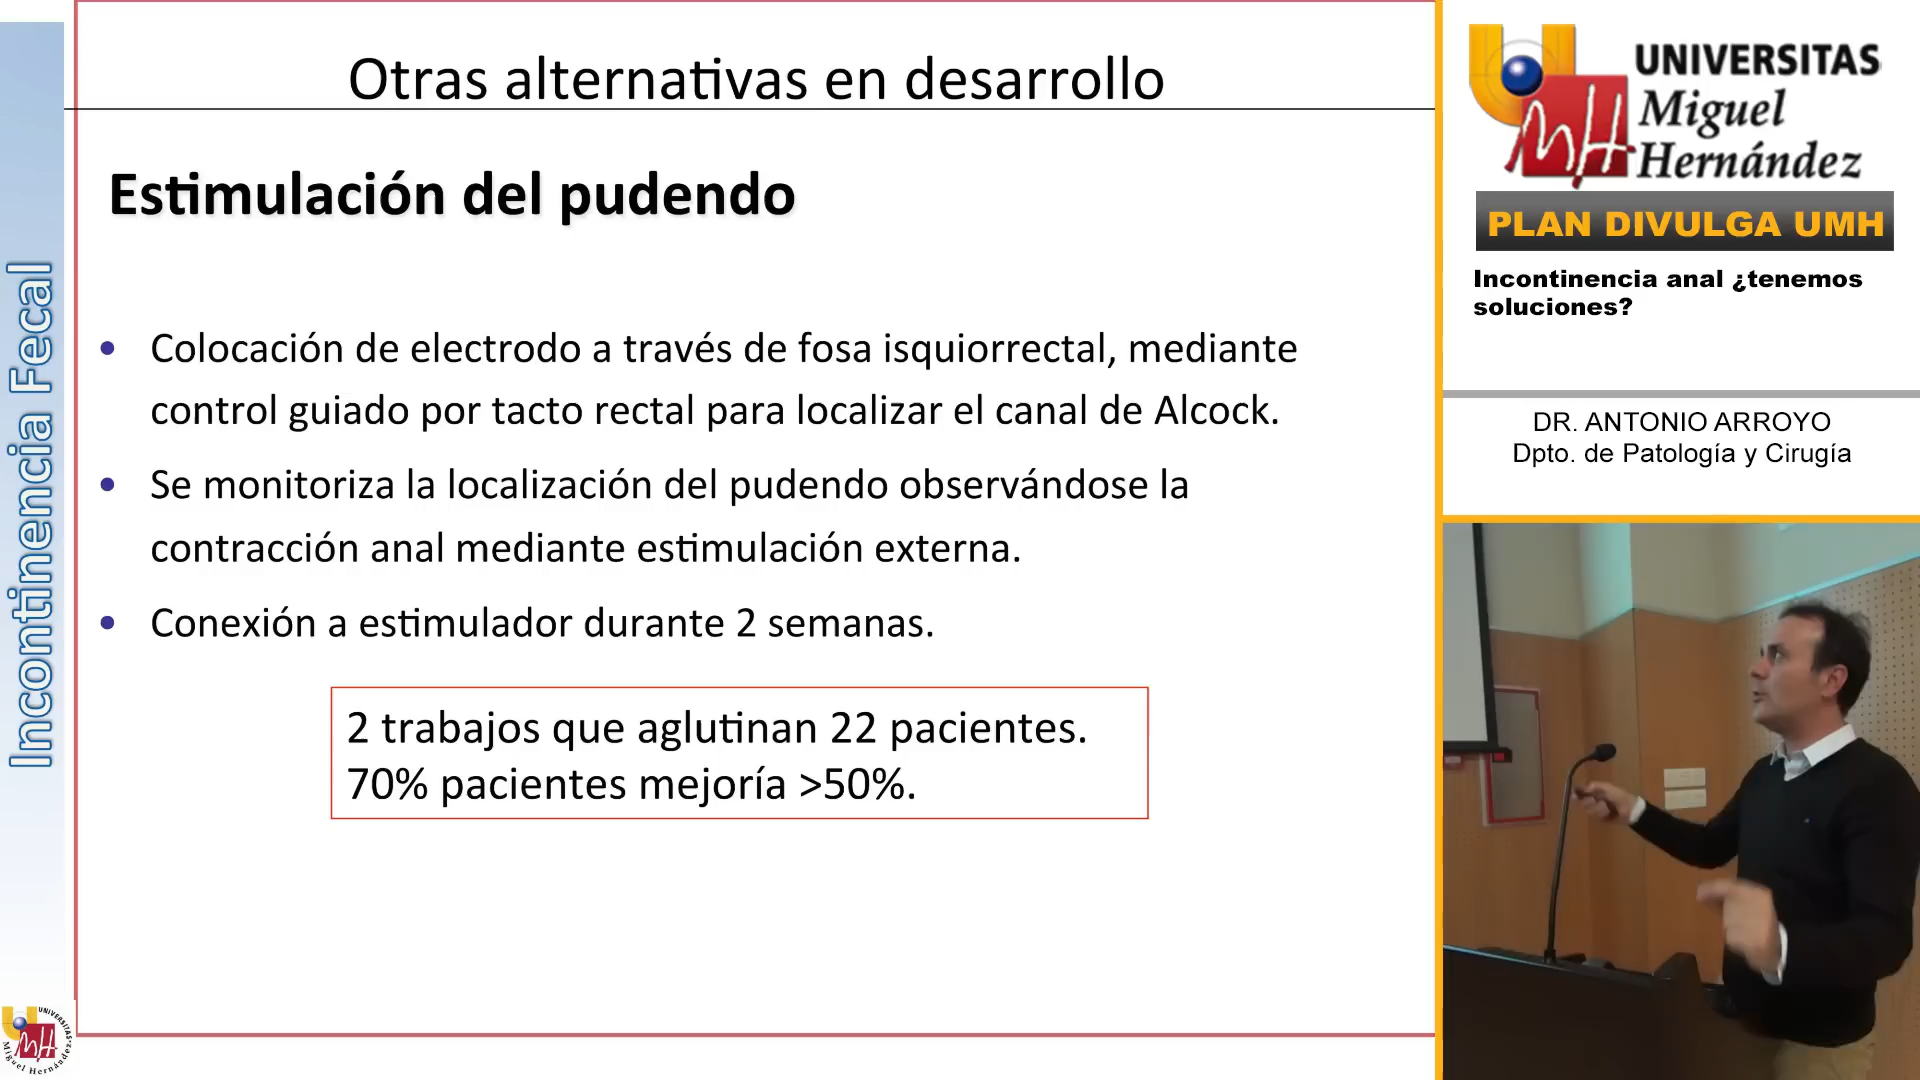 Otras alternativas en desarrollo
Estimulación del pudendo
Incontinencia Fecal
• Colocación de electrodo a través de fosa isquiorrectal, mediante
control guiado por tacto rectal para localizar el canal de Alcock.
• Se monitoriza la localización del pudendo observándose la
contracción anal mediante estimulación externa.
• Conexión a estimulador durante 2 semanas.
2 trabajos que aglutinan 22 pacientes.
70% pacientes mejoría >50%.
UNIVERSITAS
Miguel
Hernández
PLAN DIVULGA UMH
Incontinencia anal ¿tenemos
soluciones?
DR. ANTONIO ARROYO
Dpto. de Patología y Cirugía
UNIVERSITAS
Miguel Hernández